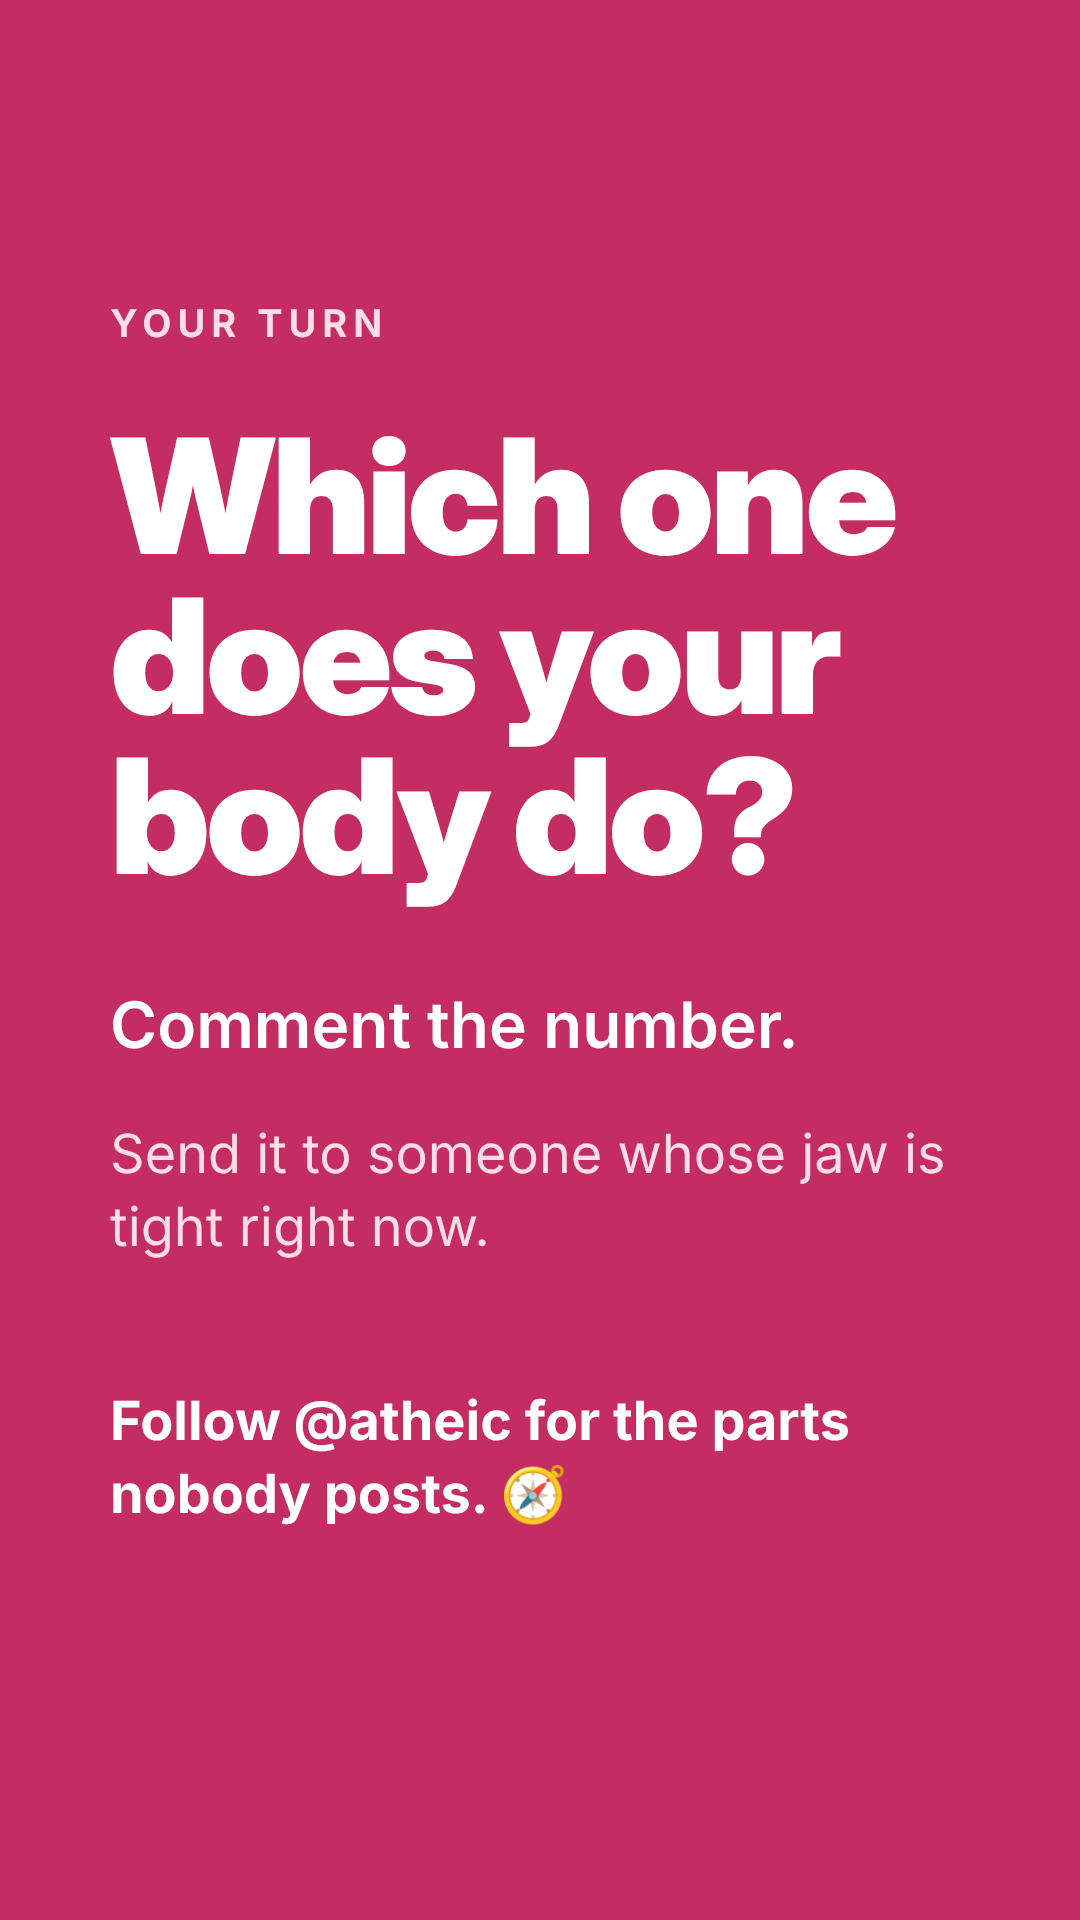 YOUR TURN
Which one
does your
body do?
Comment the number.
Send it to someone whose jaw is
tight right now.
Follow @atheic for the parts
nobody posts. 🧭